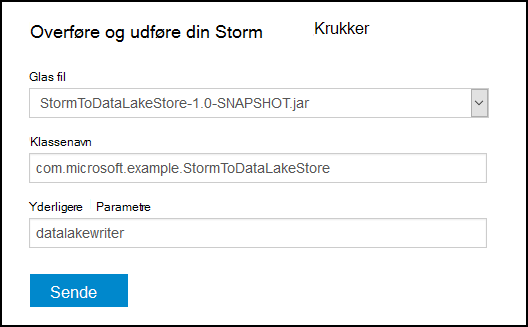 Overføre og udføre din Storm Krukker
Glas fil
StormToDataLakeStore-1.0-SNAPSHOT.jar
Klassenavn
com.microsoft.example.StormToDataLakeStore
Yderligere Parametre
datalakewriter
Sende